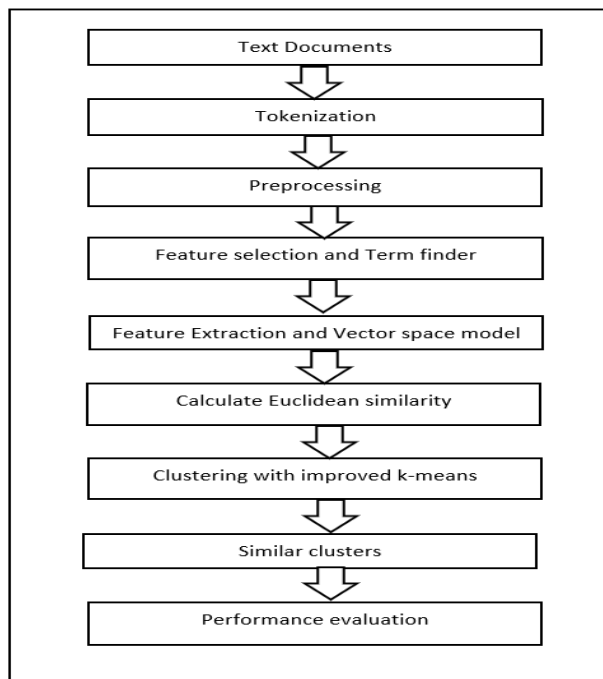 Text Documents
Tokenization
Preprocessing
Feature selection and Term finder
Feature Extraction and Vector space model
Calculate Euclidean similarity
Clustering with improved k-means
Similar clusters
Performance evaluation